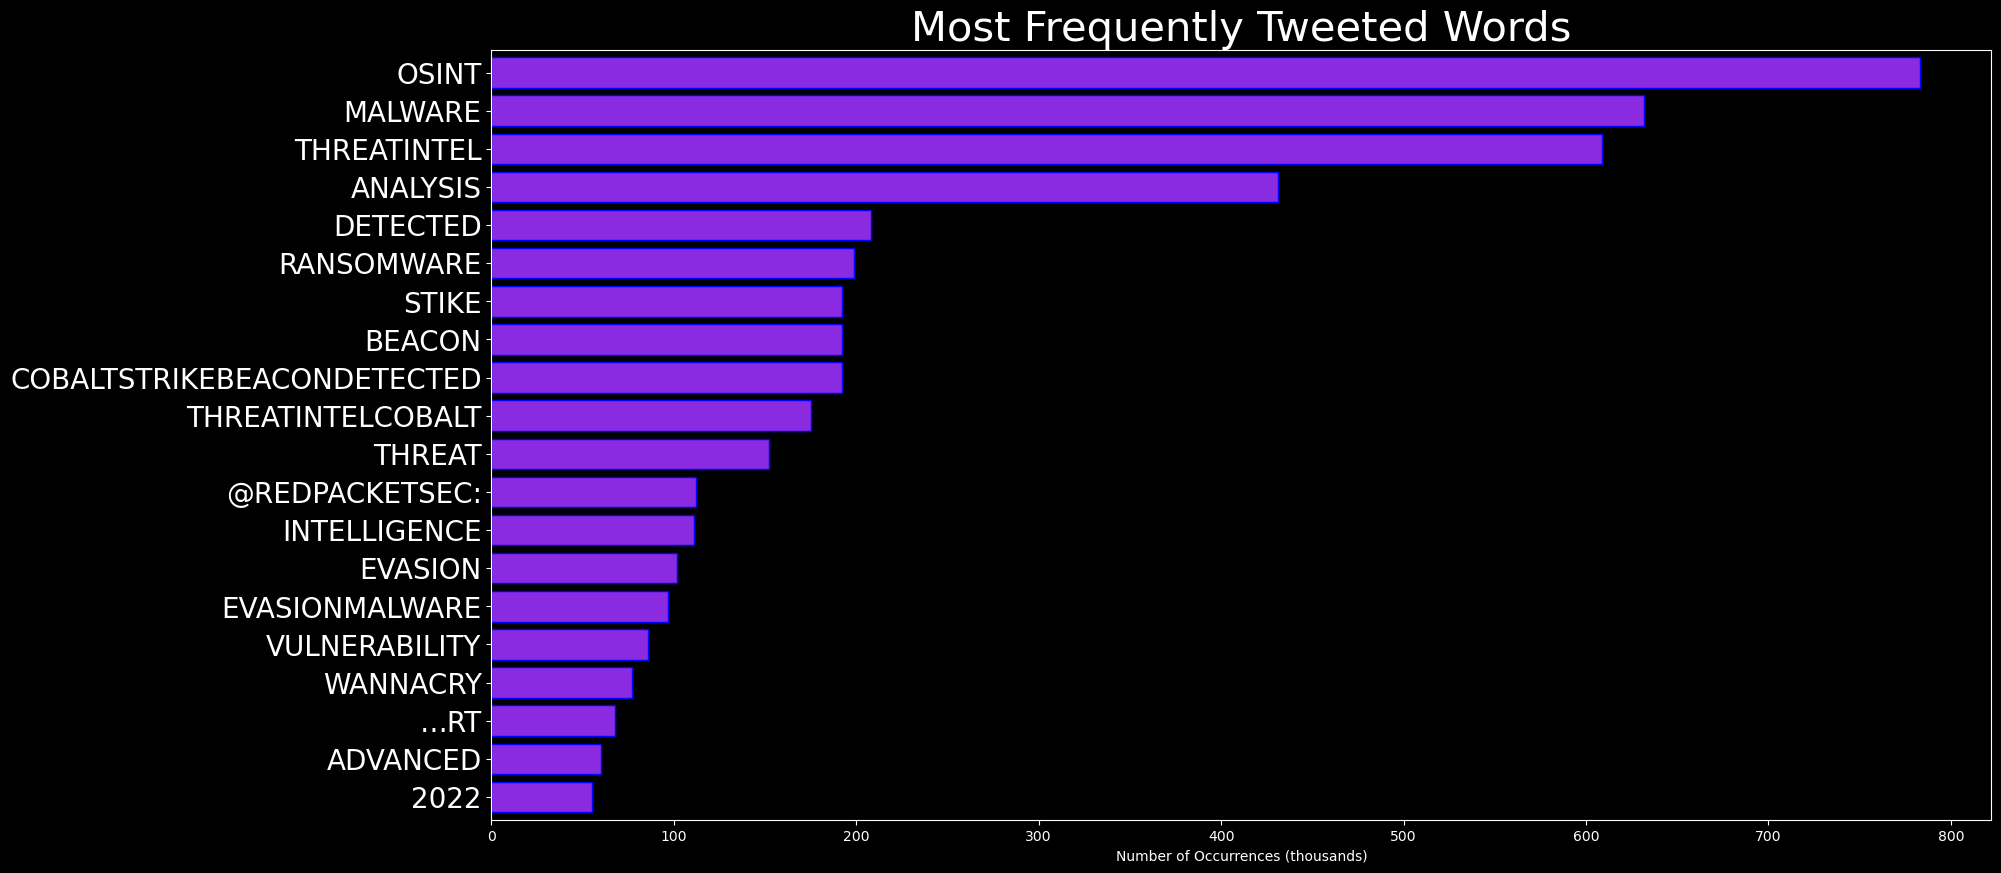 Most Frequently Tweeted Words
OSINT
MALWARE
THREATINTEL
ANALYSIS
DETECTED
RANSOMWARE
STIKE
BEACON
COBALTSTRIKEBEACONDETECTED
THREATINTELCOBALT
THREAT
@REDPACKETSEC:
INTELLIGENCE
EVASION
EVASIONMALWARE
VULNERABILITY
WANNACRY
…RT
ADVANCED
2022
0 100 200 300 400 500 600 700 800
Number of Occurrences (thousands)